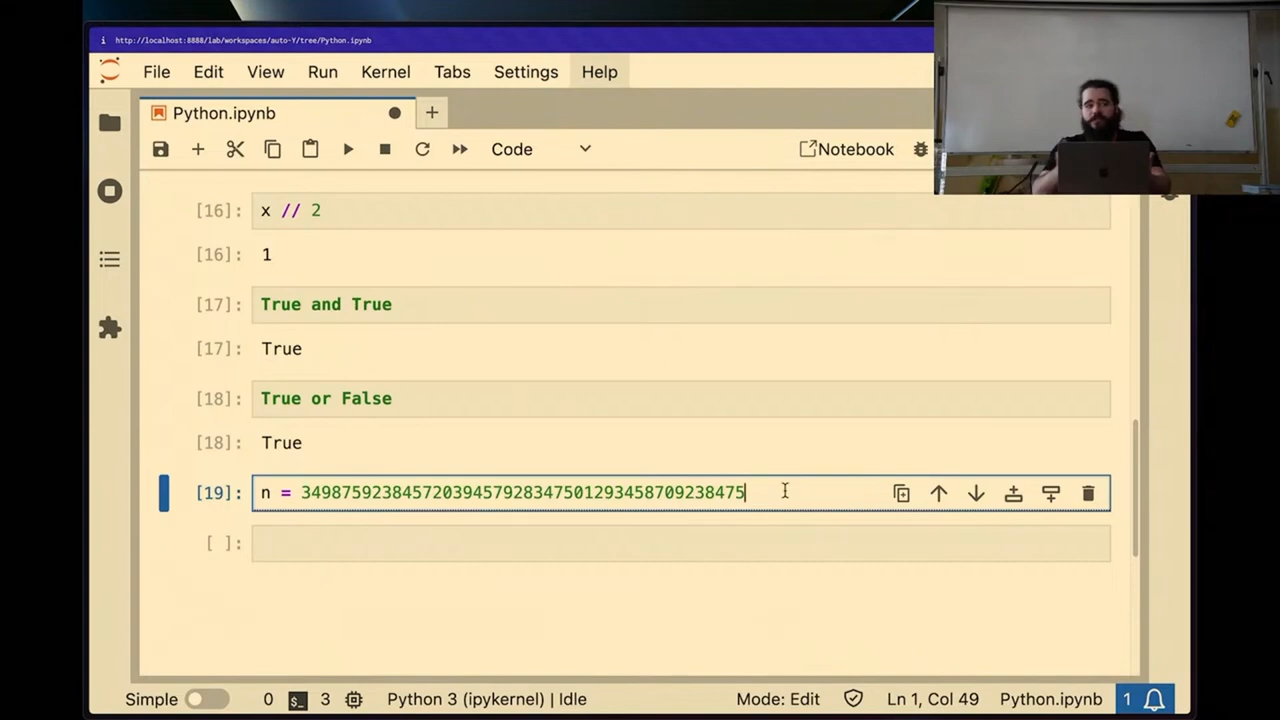 http://localhost:8888/lab/workspaces/auto-Y/tree/Python.ipynb
File Edit View Run Kernel Tabs Settings Help
Python.ipynb
Code Notebook
[16]: x // 2
[16]: 1
[17]: True and True
[17]: True
[18]: True or False
[18]: True
[19]: n = 34987592384572039457928347501293458709238475
[ ]:
Simple 0 3 Python 3 (ipykernel) | Idle Mode: Edit Ln 1, Col 49 Python.ipynb 1